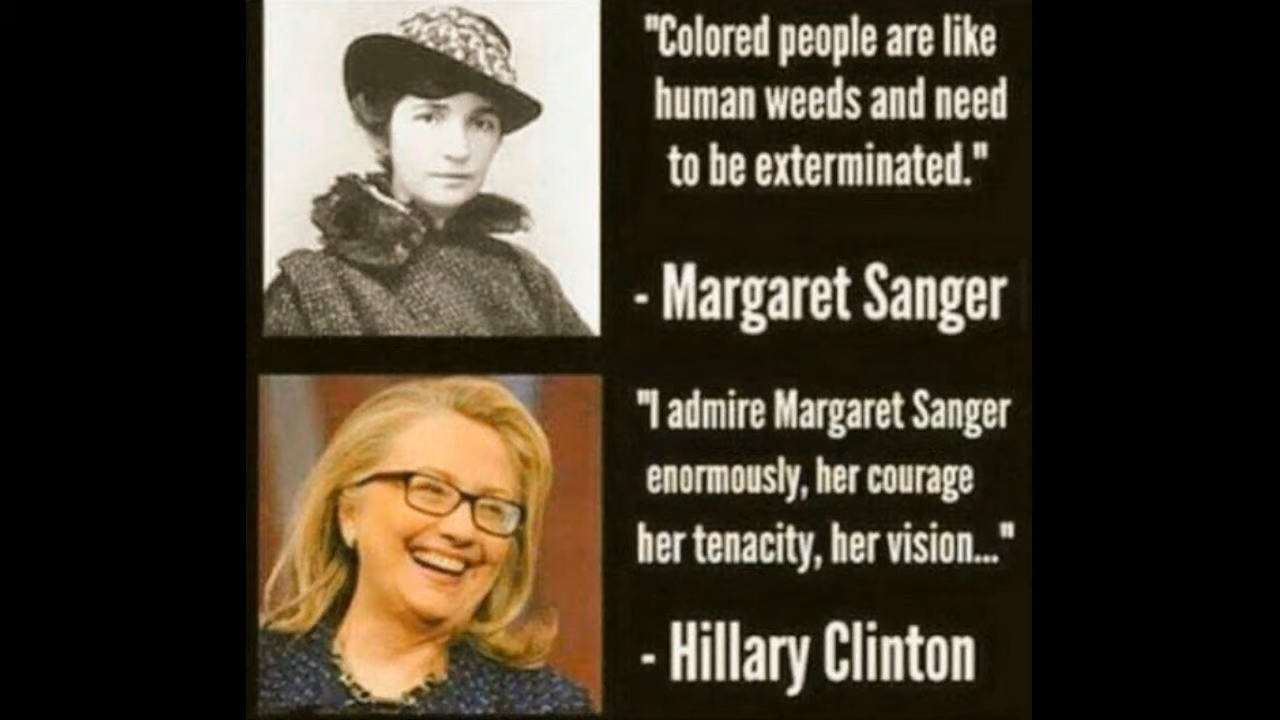 "Colored people are like
human weeds and need
to be exterminated."
- Margaret Sanger
"I admire Margaret Sanger
enormously, her courage
her tenacity, her vision..."
- Hillary Clinton